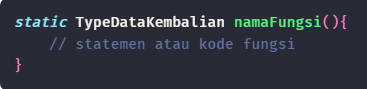 static TypeDataKembalian namaFungsi(){
    // statemen atau kode fungsi
}